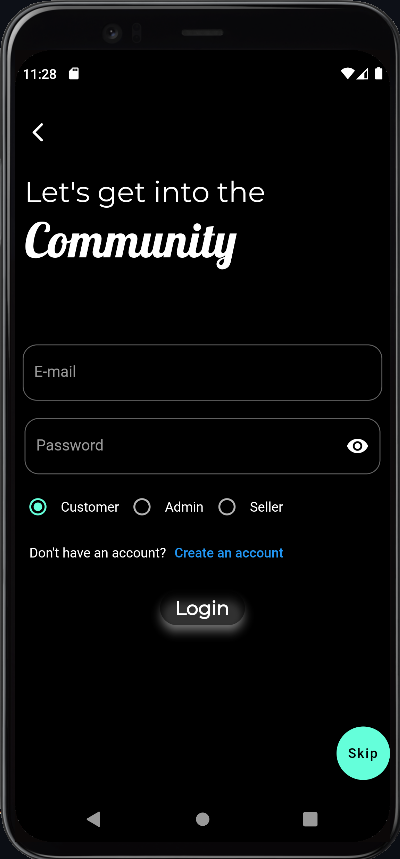 11:28
Let's get into the
Community
E-mail
Password
Customer Admin Seller
Don't have an account? Create an account
Login
Skip